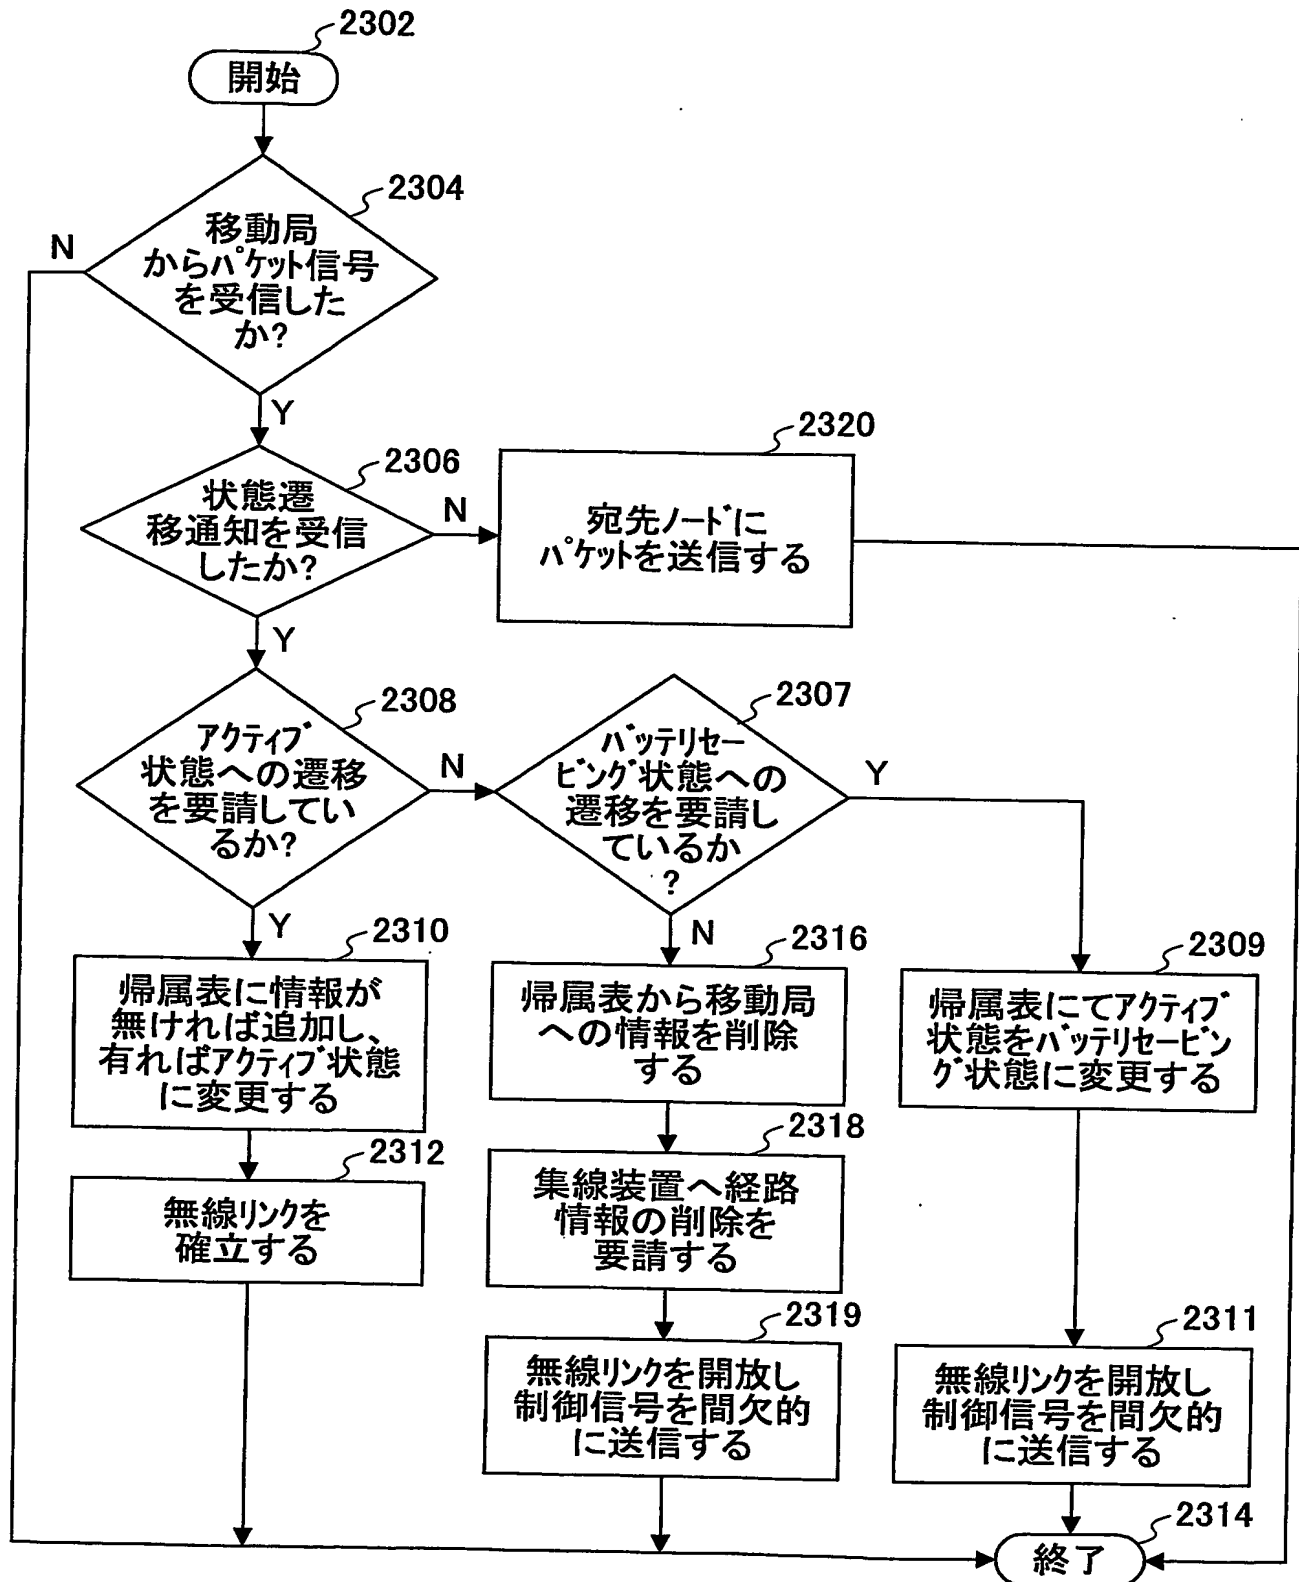 2302
開始
2304
移動局
からパケット信号
を受信した
か?
N
Y
2306
状態遷
移通知を受信
したか?
N
Y
2320
宛先ノードに
パケットを送信する
2308
アクティブ
状態への遷移
を要請してい
るか?
N
Y
2307
バッテリセー
ビング状態への
遷移を要請し
ているか
?
Y
N
2310
帰属表に情報が
無ければ追加し、
有ればアクティブ状態
に変更する
2316
帰属表から移動局
への情報を削除
する
2309
帰属表にてアクティブ
状態をバッテリセービン
グ状態に変更する
2312
無線リンクを
確立する
2318
集線装置へ経路
情報の削除を
要請する
2319
無線リンクを開放し
制御信号を間欠的
に送信する
2311
無線リンクを開放し
制御信号を間欠的
に送信する
2314
終了